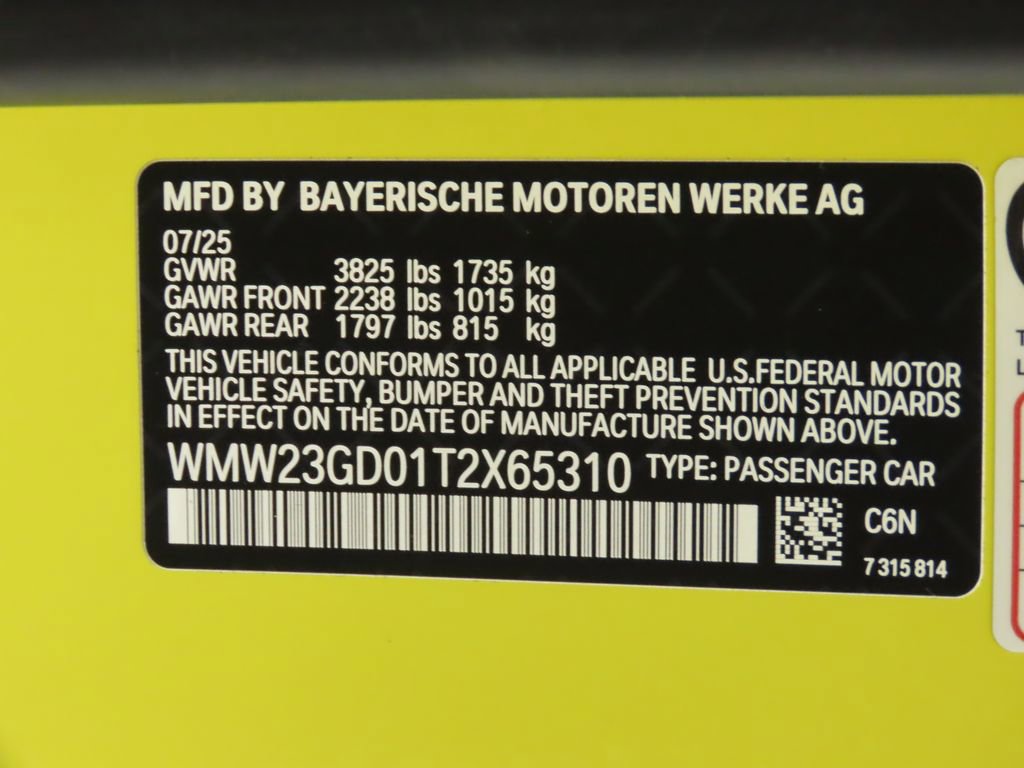 MFD BY BAYERISCHE MOTOREN WERKE AG
07/25
GVWR 3825 lbs 1735 kg
GAWR FRONT 2238 lbs 1015 kg
GAWR REAR 1797 lbs 815 kg
THIS VEHICLE CONFORMS TO ALL APPLICABLE U.S.FEDERAL MOTOR
VEHICLE SAFETY, BUMPER AND THEFT PREVENTION STANDARDS
IN EFFECT ON THE DATE OF MANUFACTURE SHOWN ABOVE.
WMW23GD01T2X65310 TYPE: PASSENGER CAR
C6N
7 315 814